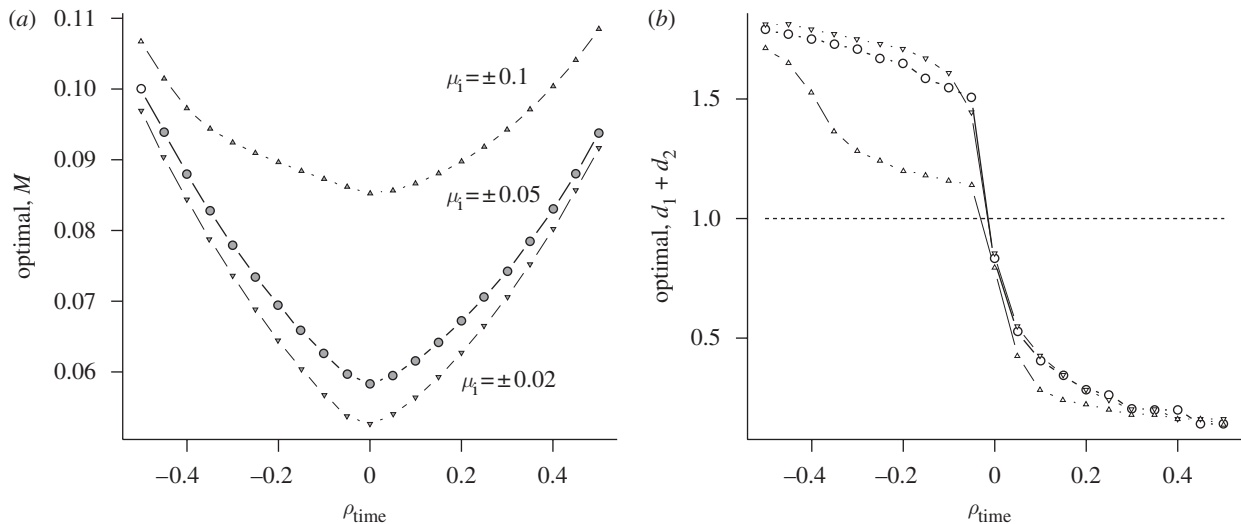 (a)
0.11
0.10
0.09
0.08
0.07
0.06
optimal, M
μi = ±0.1
μi = ±0.05
μi = ±0.02
−0.4
−0.2
0
0.2
0.4
ρtime
(b)
1.5
1.0
0.5
optimal, d1 + d2
−0.4
−0.2
0
0.2
0.4
ρtime